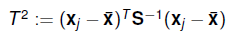 T² := (𝐱ⱼ − 𝐱̄)ᵀ𝐒⁻¹(𝐱ⱼ − 𝐱̄)